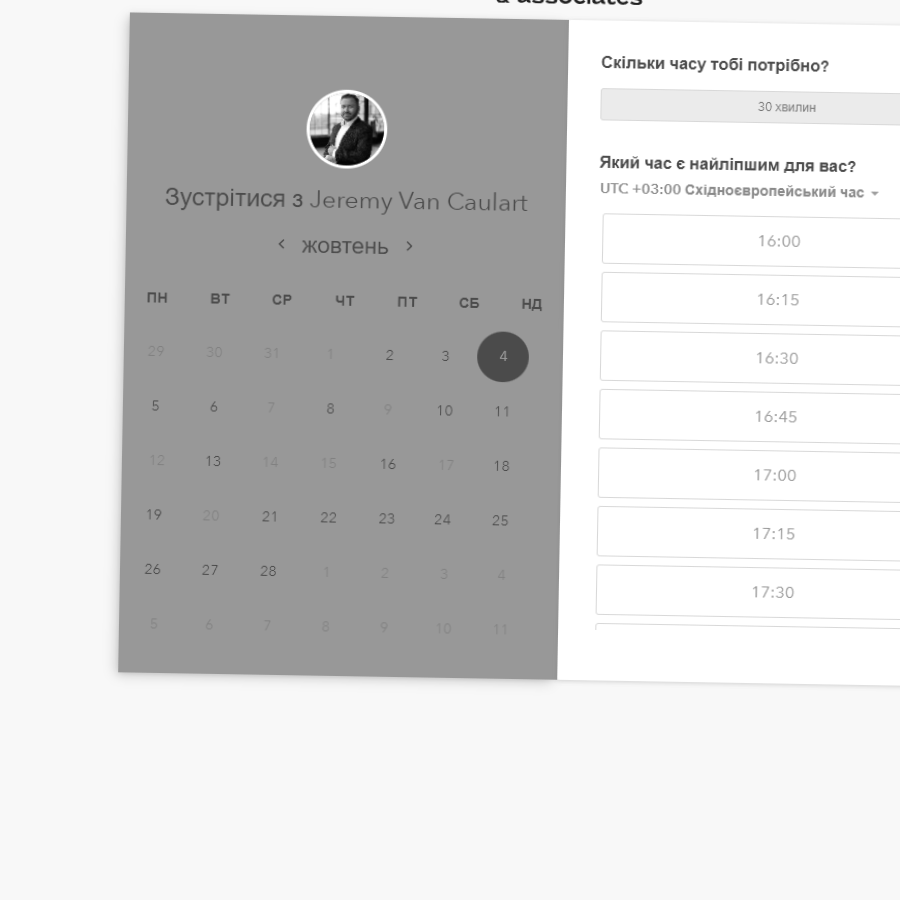 & associates
Зустрітися з Jeremy Van Caulart
жовтень
ПН ВТ СР ЧТ ПТ СБ НД
29 30 31 1 2 3 4
5 6 7 8 9 10 11
12 13 14 15 16 17 18
19 20 21 22 23 24 25
26 27 28 1 2 3 4
5 6 7 8 9 10 11
Скільки часу тобі потрібно?
30 хвилин
Який час є найліпшим для вас?
UTC +03:00 Східноєвропейський час
16:00
16:15
16:30
16:45
17:00
17:15
17:30